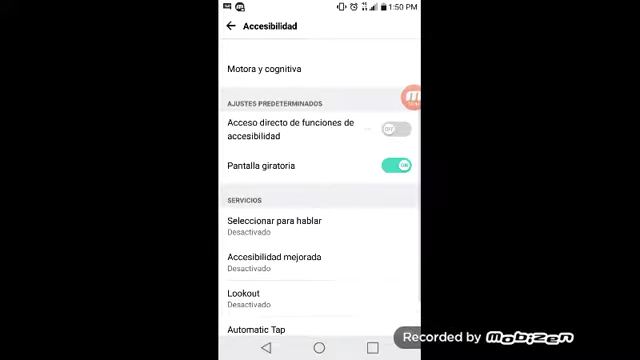 1:50 PM
Accesibilidad
Motora y cognitiva
AJUSTES PREDETERMINADOS
Acceso directo de funciones de
accesibilidad
OFF
Pantalla giratoria
ON
SERVICIOS
Seleccionar para hablar
Desactivado
Accesibilidad mejorada
Desactivado
Lookout
Desactivado
Automatic Tap
Recorded by mobizen